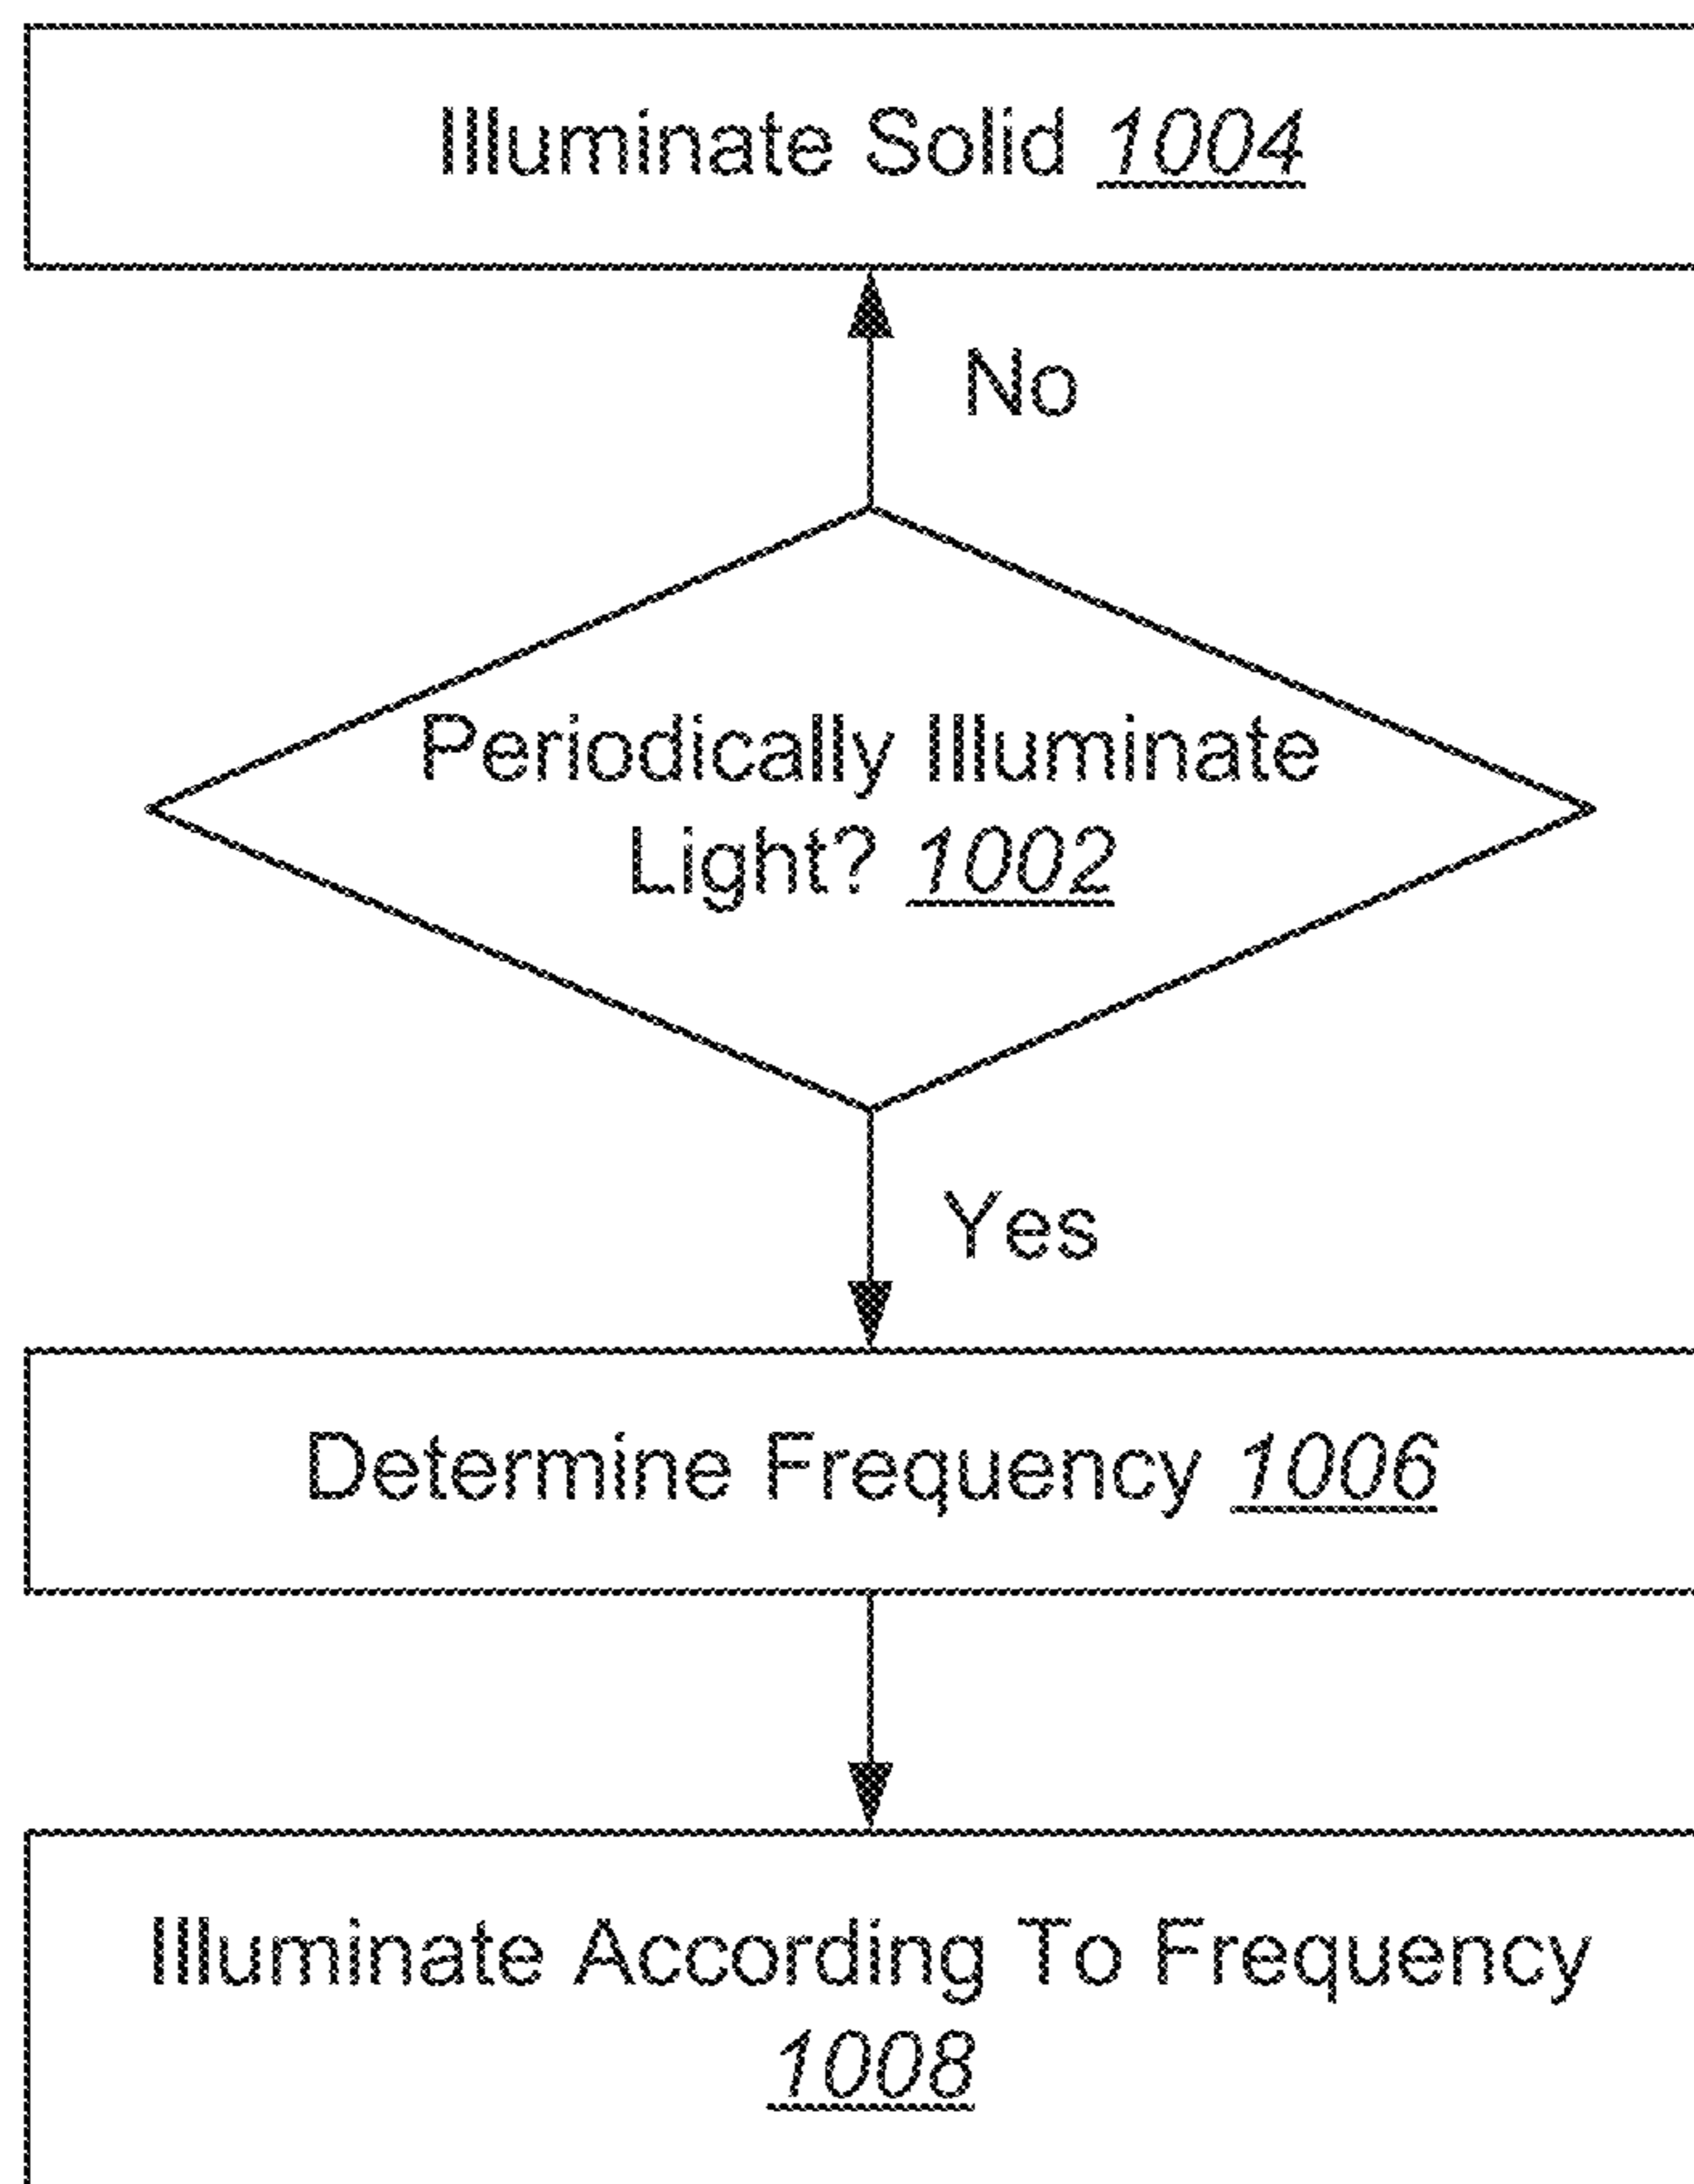 Illuminate Solid 1004
No
Periodically Illuminate
Light? 1002
Yes
Determine Frequency 1006
Illuminate According To Frequency
1008